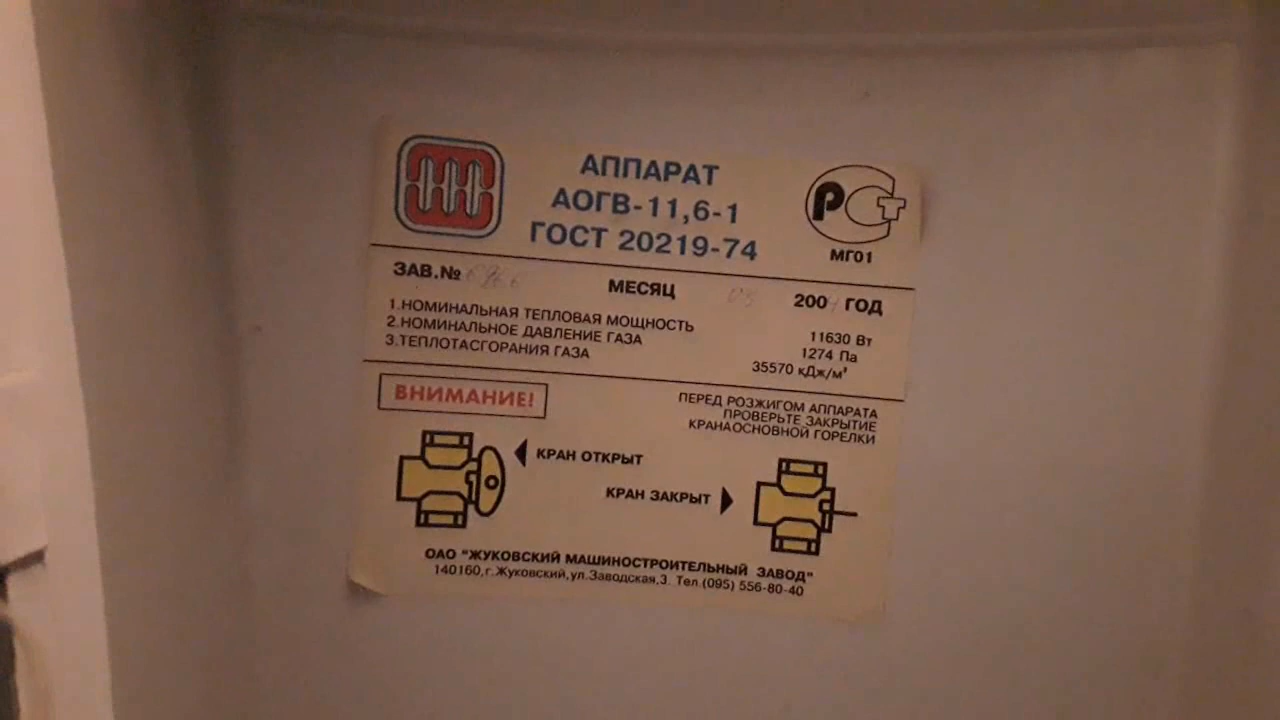 АППАРАТ
АОГВ-11,6-1
ГОСТ 20219-74
РСТ
МГ01
ЗАВ.№ МЕСЯЦ 200 ГОД
1.НОМИНАЛЬНАЯ ТЕПЛОВАЯ МОЩНОСТЬ 11630 Вт
2.НОМИНАЛЬНОЕ ДАВЛЕНИЕ ГАЗА 1274 Па
3.ТЕПЛОТАСГОРАНИЯ ГАЗА 35570 кДж/м³
ВНИМАНИЕ!
ПЕРЕД РОЗЖИГОМ АППАРАТА
ПРОВЕРЬТЕ ЗАКРЫТИЕ
КРАНАОСНОВНОЙ ГОРЕЛКИ
КРАН ОТКРЫТ
КРАН ЗАКРЫТ
ОАО "ЖУКОВСКИЙ МАШИНОСТРОИТЕЛЬНЫЙ ЗАВОД"
140160,г.Жуковский,ул.Заводская,3. Тел.(095) 556-80-40